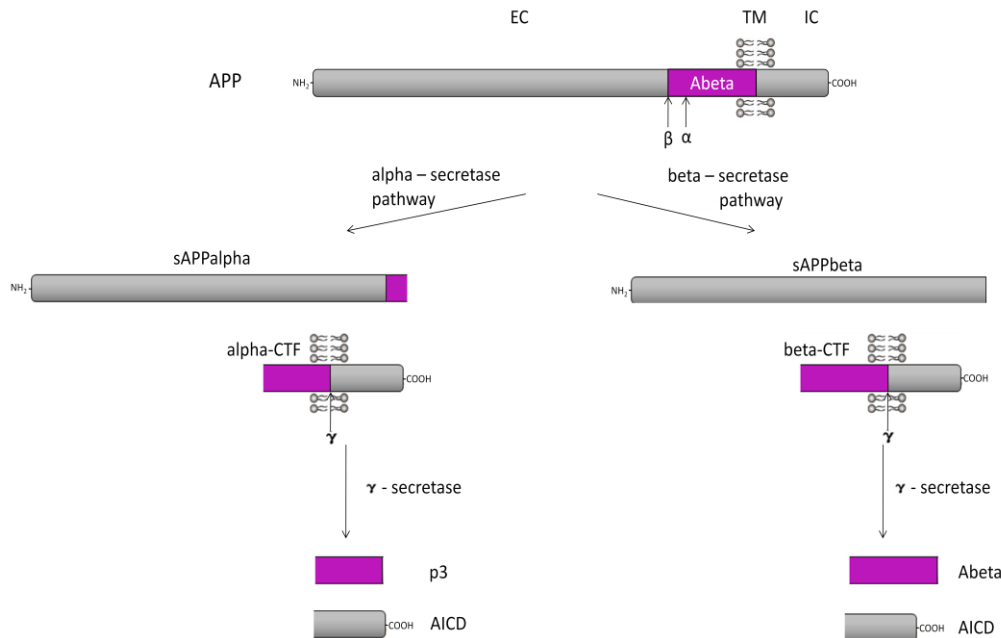 EC TM IC
APP NH₂ Abeta COOH
β α
alpha – secretase
pathway
beta – secretase
pathway
sAPPalpha
NH₂
sAPPbeta
NH₂
alpha-CTF
COOH
γ
beta-CTF
COOH
γ
γ - secretase
γ - secretase
p3
COOH AICD
Abeta
COOH AICD